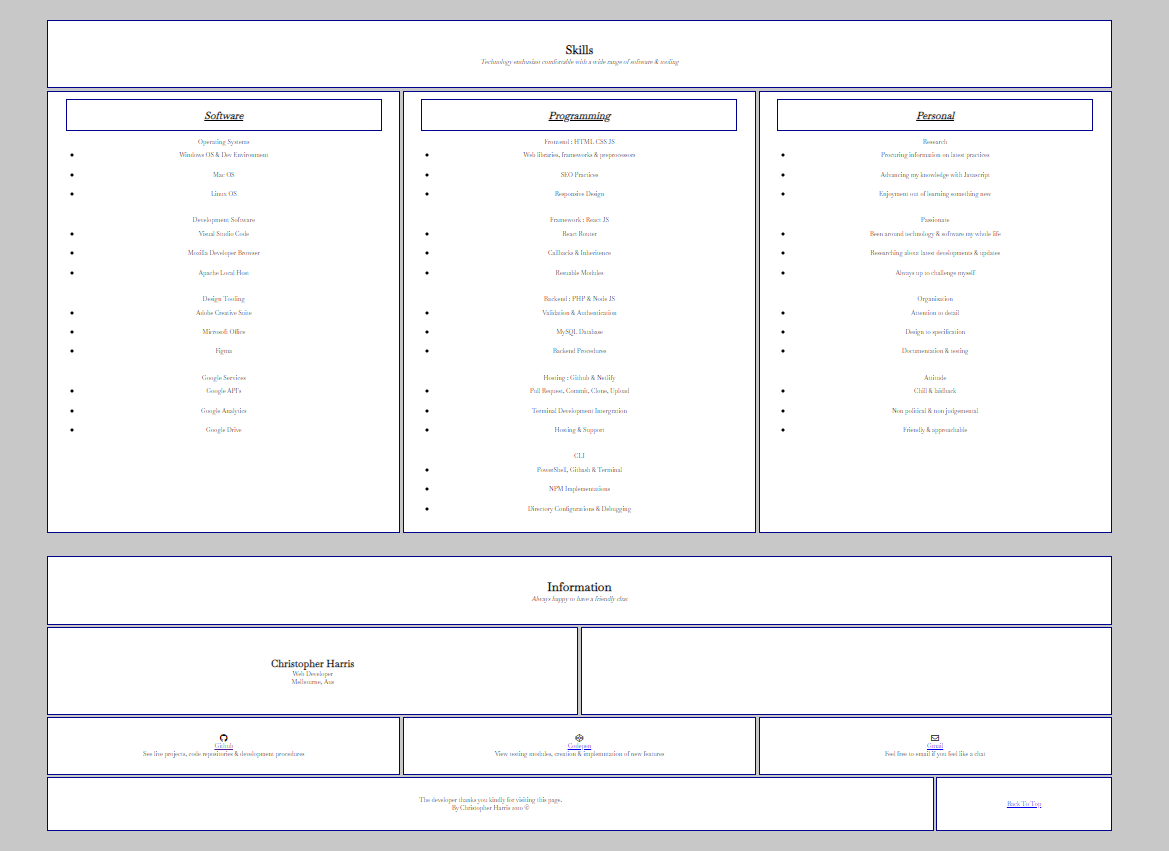 Skills
Technology enthusiast comfortable with a wide range of software & tooling
Software
Operating Systems
Windows OS & Dev Environment
Mac OS
Linux OS
Development Software
Visual Studio Code
Mozilla Developer Browser
Apache Local Host
Design Tooling
Adobe Creative Suite
Microsoft Office
Figma
Google Services
Google API's
Google Analytics
Google Drive
Programming
Frontend : HTML CSS JS
Web libraries, frameworks & preprocessors
SEO Practices
Responsive Design
Framework : React JS
React Router
Callbacks & Inheritence
Reusable Modules
Backend : PHP & Node JS
Validation & Authentication
MySQL Database
Backend Procedures
Hosting : Github & Netlify
Pull Request, Commit, Clone, Upload
Terminal Development Intergration
Hosting & Support
CLI
PowerShell, Gitbash & Terminal
NPM Implementations
Directory Configurations & Debugging
Personal
Research
Procuring information on latest practices
Advancing my knowledge with Javascript
Enjoyment out of learning something new
Passionate
Been around technology & software my whole life
Researching about latest developments & updates
Always up to challenge myself
Organisation
Attention to detail
Design to specification
Documentation & testing
Attitude
Chill & laidback
Non political & non judgemental
Friendly & approachable
Information
Always happy to have a friendly chat
Christopher Harris
Web Developer
Melbourne, Aus
Github
See live projects, code repositories & development procedures
Codepen
View testing modules, creation & implementation of new features
Gmail
Feel free to email if you feel like a chat
The developer thanks you kindly for visiting this page.
By Christopher Harris 2020 ©
Back To Top